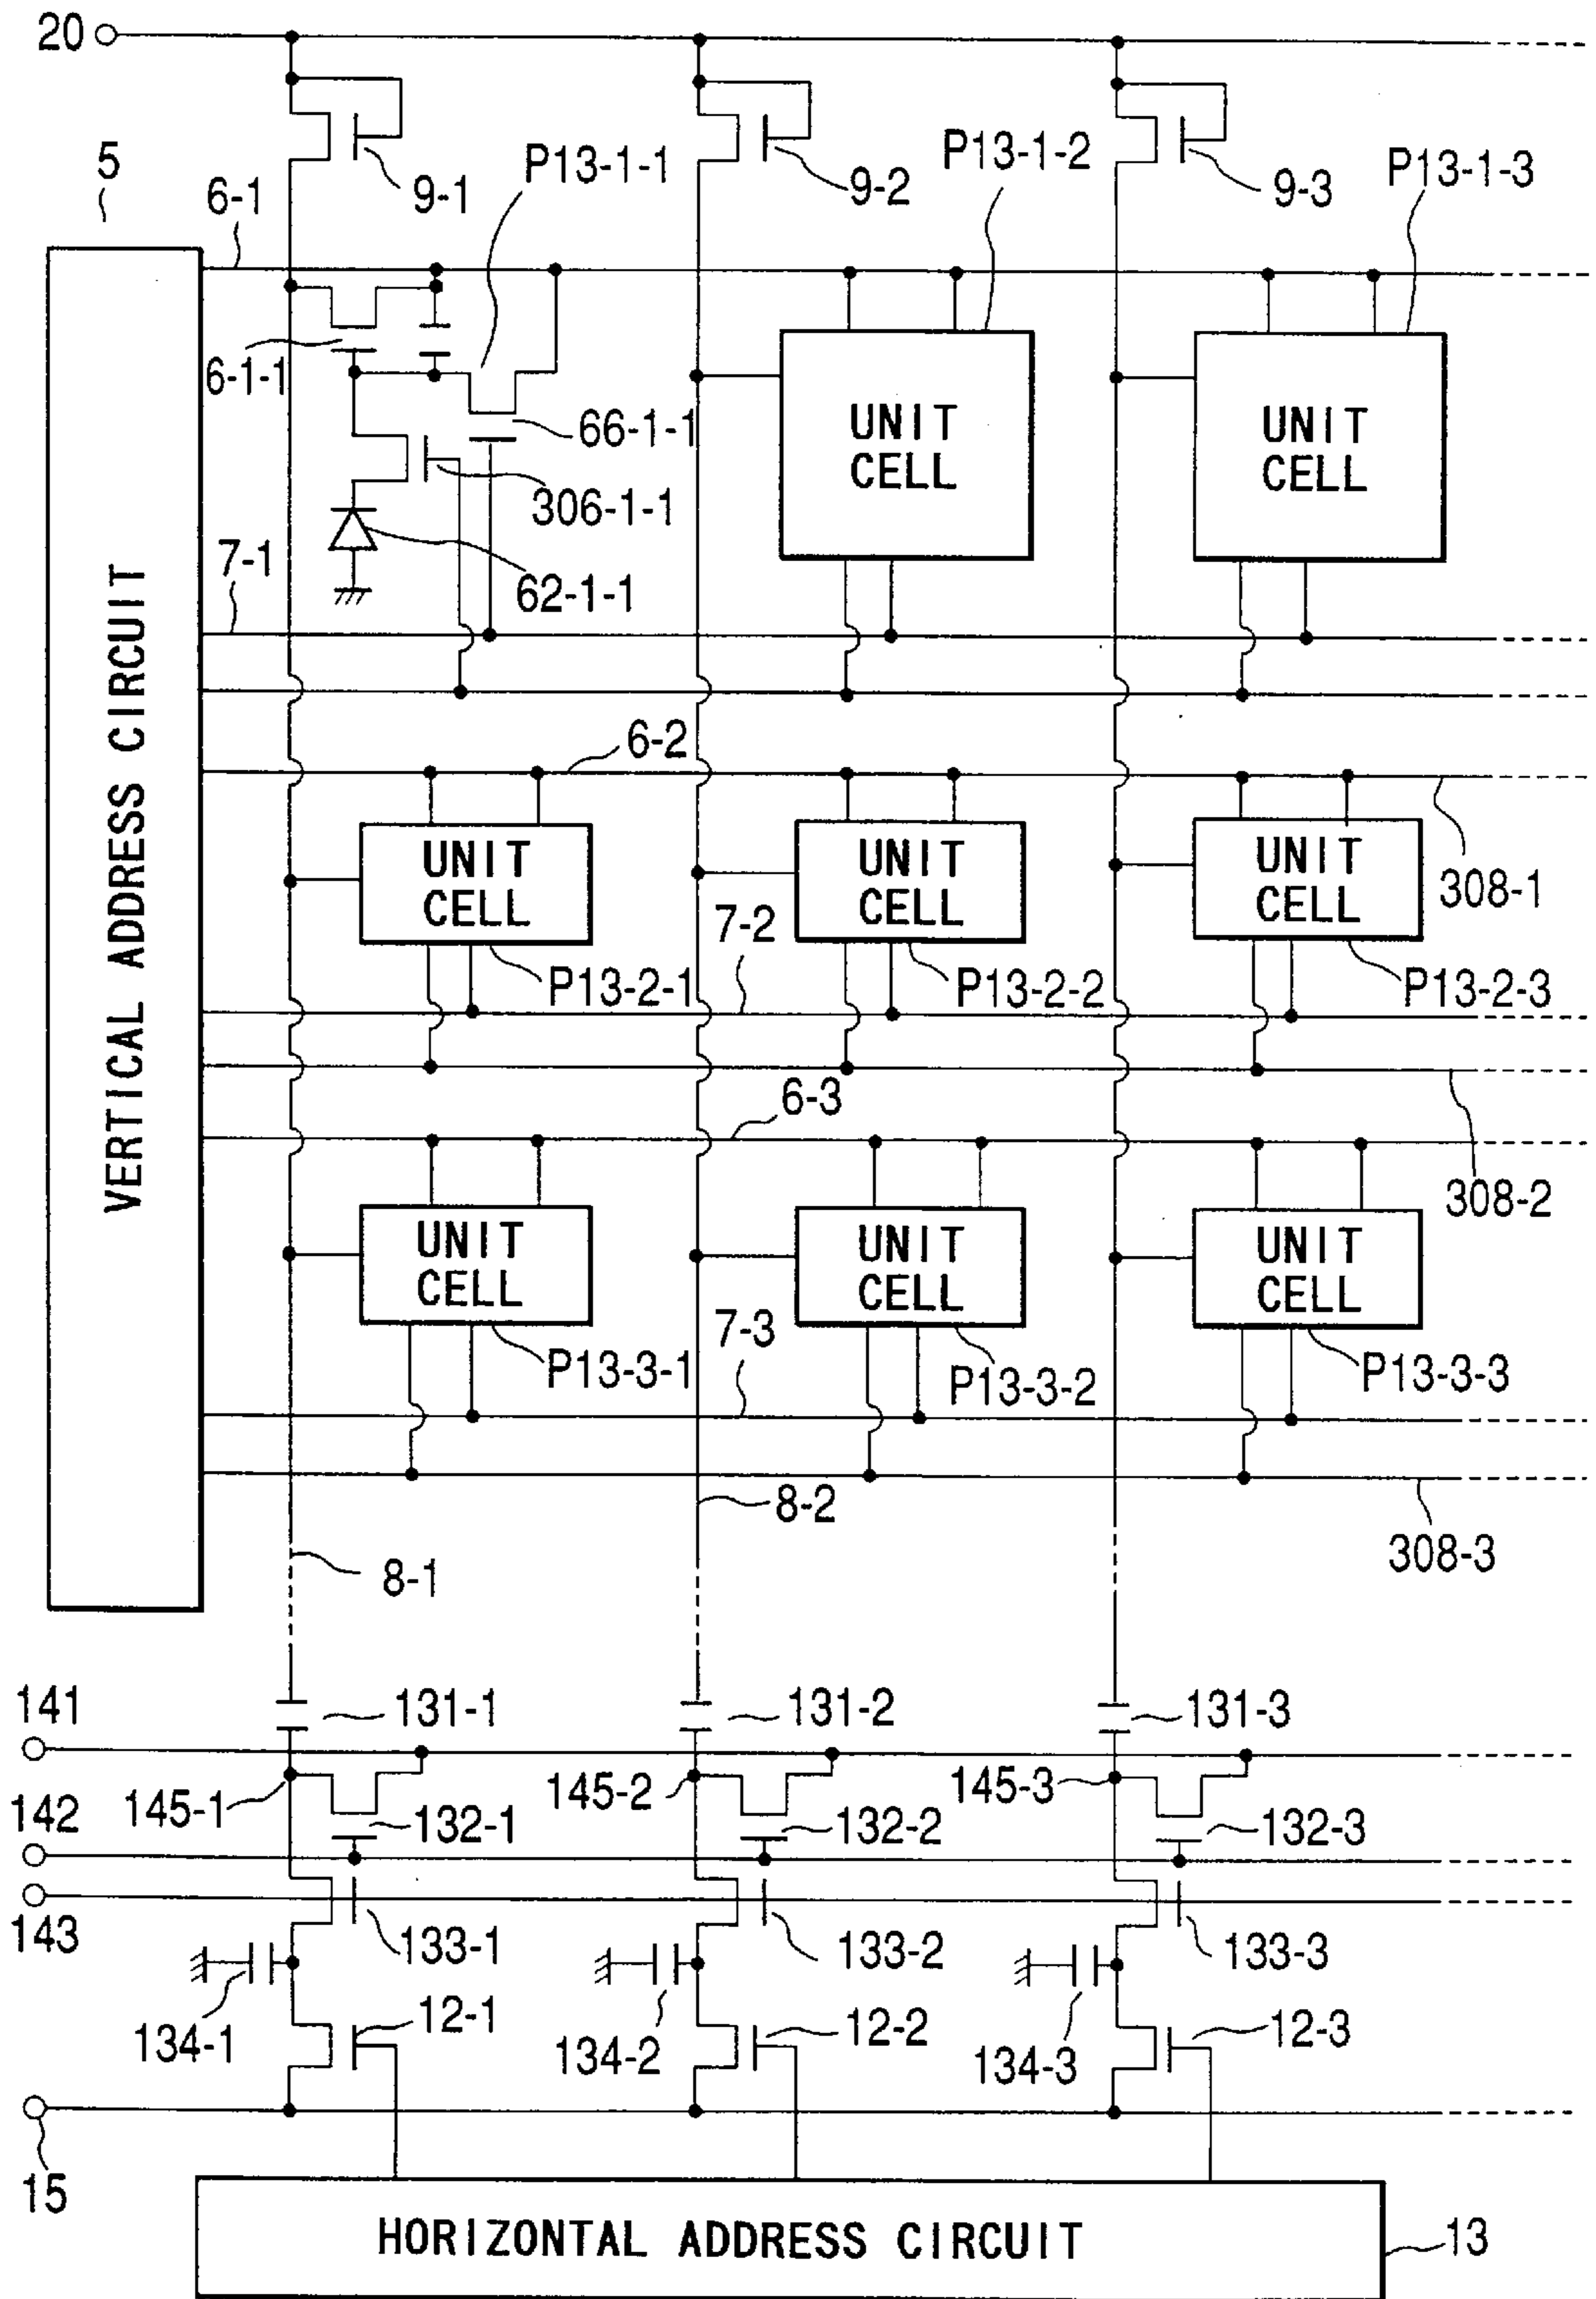 20
5
6-1
9-1
P13-1-1
9-2
P13-1-2
9-3
P13-1-3
6-1-1
66-1-1
306-1-1
62-1-1
7-1
UNIT
CELL
UNIT
CELL
VERTICAL ADDRESS CIRCUIT
6-2
308-1
UNIT
CELL
UNIT
CELL
UNIT
CELL
P13-2-1
7-2
P13-2-2
P13-2-3
6-3
308-2
UNIT
CELL
UNIT
CELL
UNIT
CELL
P13-3-1
7-3
P13-3-2
P13-3-3
8-1
8-2
308-3
141
131-1
131-2
131-3
145-1
145-2
145-3
142
132-1
132-2
132-3
143
133-1
133-2
133-3
134-1
12-1
134-2
12-2
134-3
12-3
15
HORIZONTAL ADDRESS CIRCUIT
13